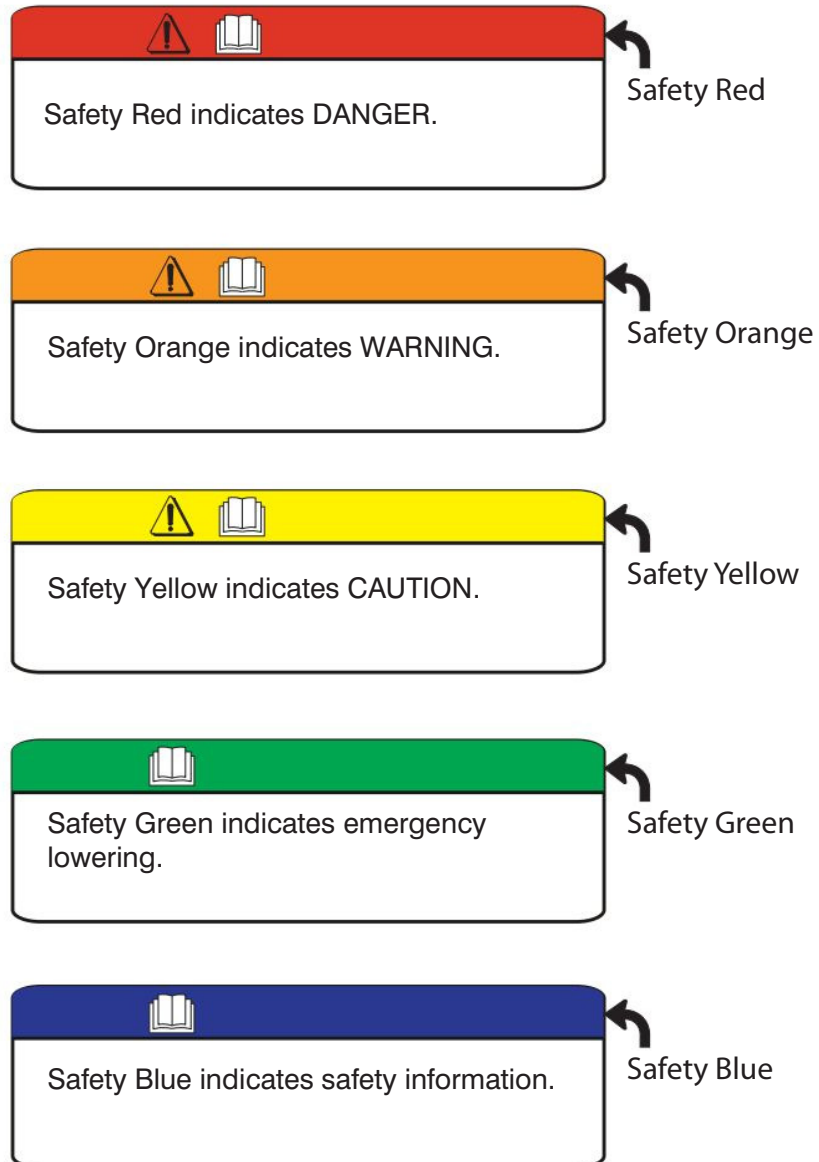 Safety Red
Safety Red indicates DANGER.
Safety Orange
Safety Orange indicates WARNING.
Safety Yellow
Safety Yellow indicates CAUTION.
Safety Green
Safety Green indicates emergency
lowering.
Safety Blue
Safety Blue indicates safety information.